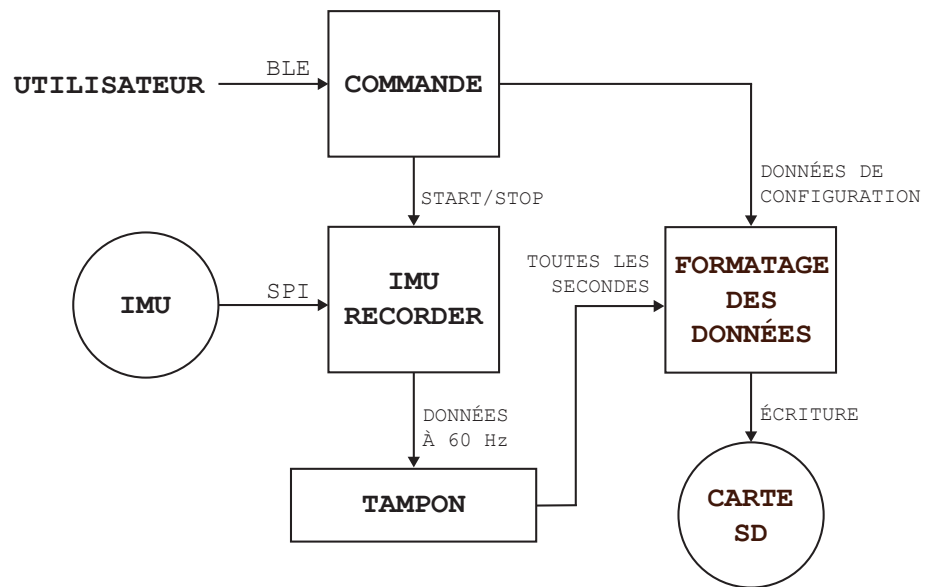 UTILISATEUR
BLE
COMMANDE
START/STOP
DONNÉES DE
CONFIGURATION
IMU
SPI
IMU
RECORDER
TOUTES LES
SECONDES
FORMATAGE
DES
DONNÉES
DONNÉES
À 60 Hz
ÉCRITURE
TAMPON
CARTE
SD